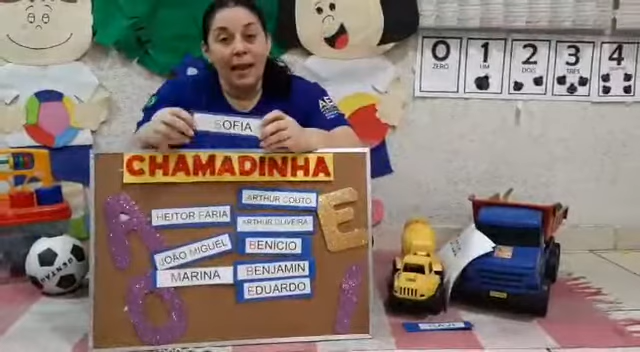 0 1 2 3 4
ZERO UM DOIS TRÊS
SOFIA
CHAMADINHA
A E
HEITOR FARIA
JOÃO MIGUEL
MARINA
ARTHUR COUTO
ARTHUR OLIVEIRA
BENÍCIO
BENJAMIN
EDUARDO
O I